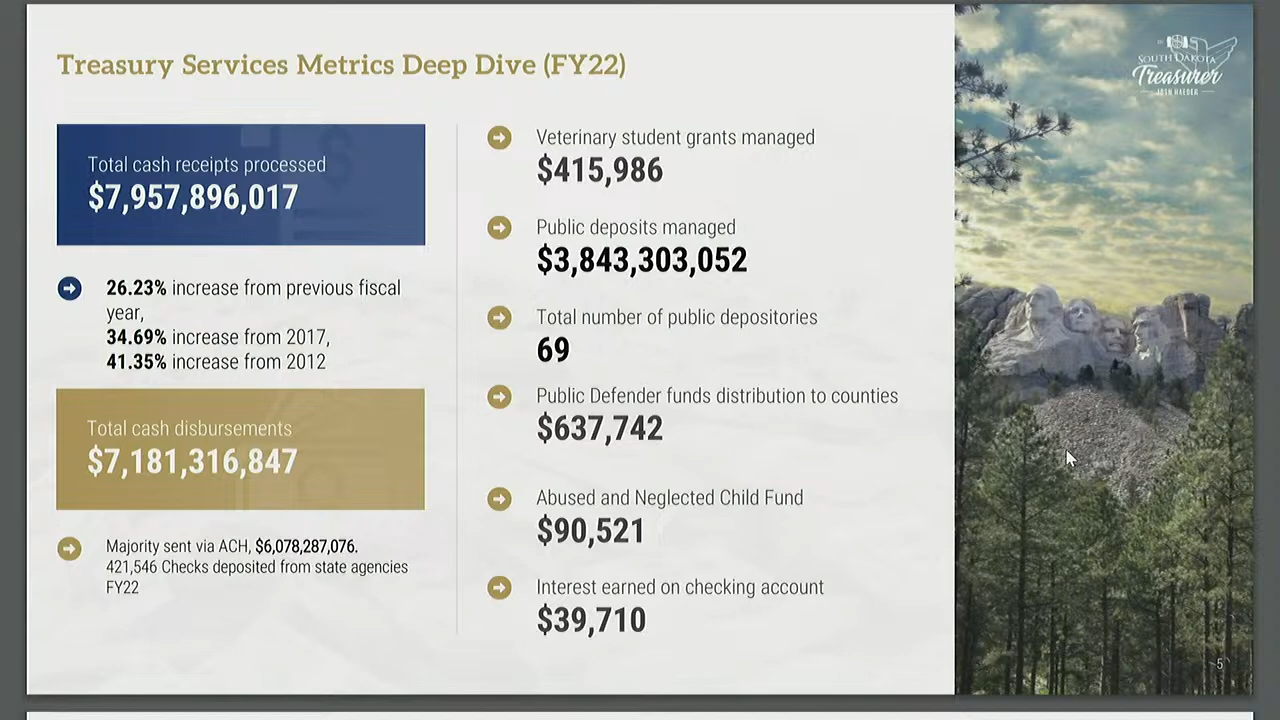 Treasury Services Metrics Deep Dive (FY22)
Total cash receipts processed
$7,957,896,017
26.23% increase from previous fiscal
year,
34.69% increase from 2017,
41.35% increase from 2012
Total cash disbursements
$7,181,316,847
Majority sent via ACH, $6,078,287,076.
421,546 Checks deposited from state agencies
FY22
Veterinary student grants managed
$415,986
Public deposits managed
$3,843,303,052
Total number of public depositories
69
Public Defender funds distribution to counties
$637,742
Abused and Neglected Child Fund
$90,521
Interest earned on checking account
$39,710
SOUTH DAKOTA
Treasurer
JOSH HAEDER
5